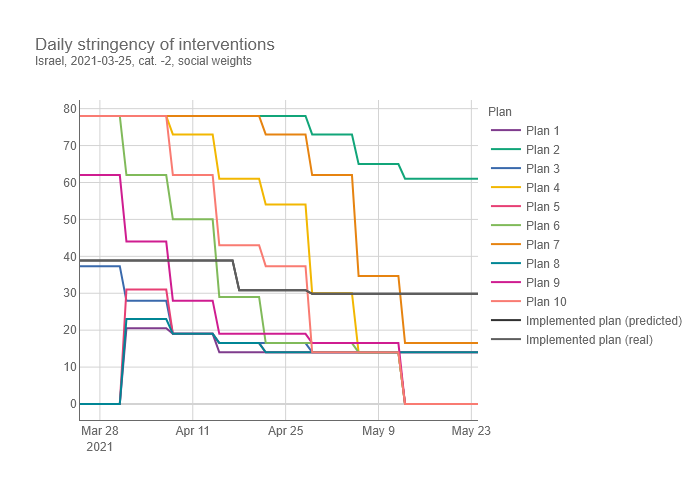 Daily stringency of interventions
Israel, 2021-03-25, cat. -2, social weights
80
70
60
50
40
30
20
10
0
Mar 28
2021
Apr 11
Apr 25
May 9
May 23
Plan
Plan 1
Plan 2
Plan 3
Plan 4
Plan 5
Plan 6
Plan 7
Plan 8
Plan 9
Plan 10
Implemented plan (predicted)
Implemented plan (real)